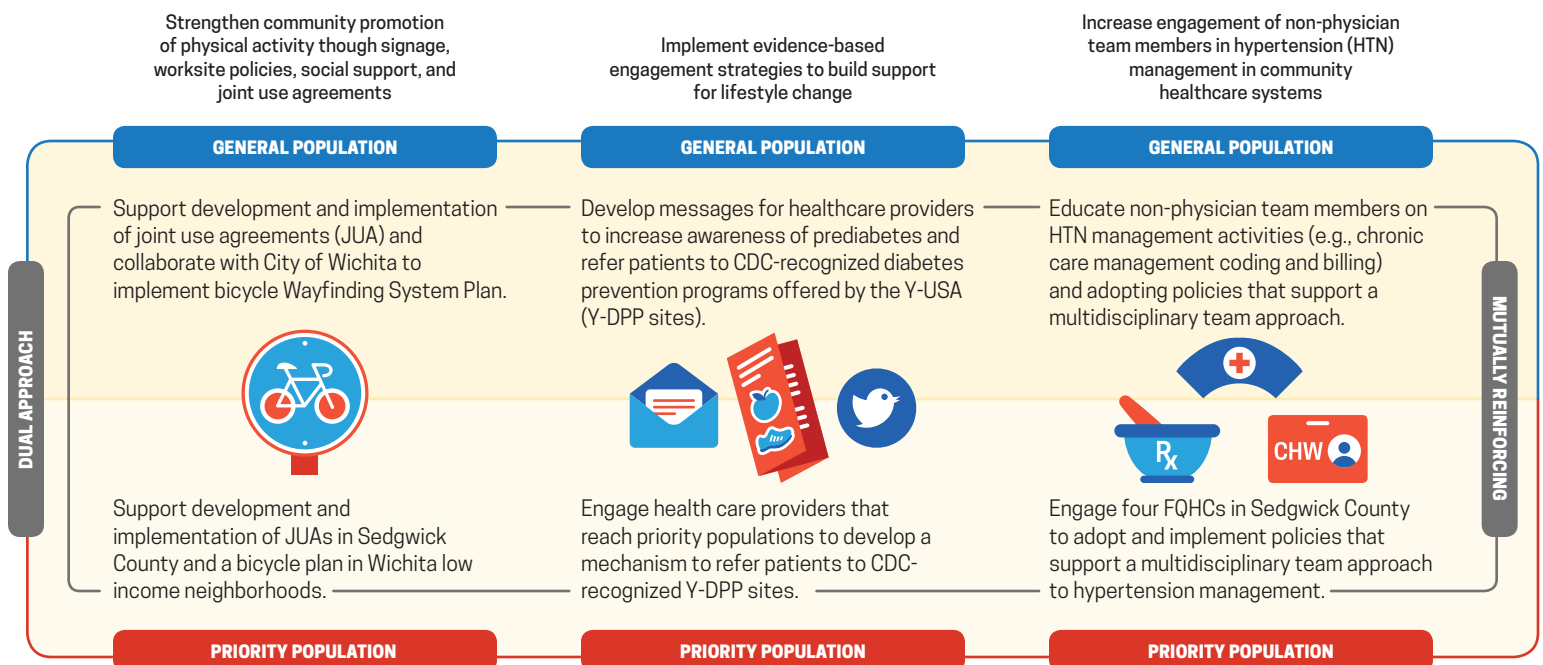 Strengthen community promotion
of physical activity though signage,
worksite policies, social support, and
joint use agreements
Implement evidence-based
engagement strategies to build support
for lifestyle change
Increase engagement of non-physician
team members in hypertension (HTN)
management in community
healthcare systems
GENERAL POPULATION
GENERAL POPULATION
GENERAL POPULATION
DUAL APPROACH
Support development and implementation
of joint use agreements (JUA) and
collaborate with City of Wichita to
implement bicycle Wayfinding System Plan.
Develop messages for healthcare providers
to increase awareness of prediabetes and
refer patients to CDC-recognized diabetes
prevention programs offered by the Y-USA
(Y-DPP sites).
Educate non-physician team members on
HTN management activities (e.g., chronic
care management coding and billing)
and adopting policies that support a
multidisciplinary team approach.
MUTUALLY REINFORCING
Rx
CHW
Support development and
implementation of JUAs in Sedgwick
County and a bicycle plan in Wichita low
income neighborhoods.
Engage health care providers that
reach priority populations to develop a
mechanism to refer patients to CDC-
recognized Y-DPP sites.
Engage four FQHCs in Sedgwick County
to adopt and implement policies that
support a multidisciplinary team approach
to hypertension management.
PRIORITY POPULATION
PRIORITY POPULATION
PRIORITY POPULATION